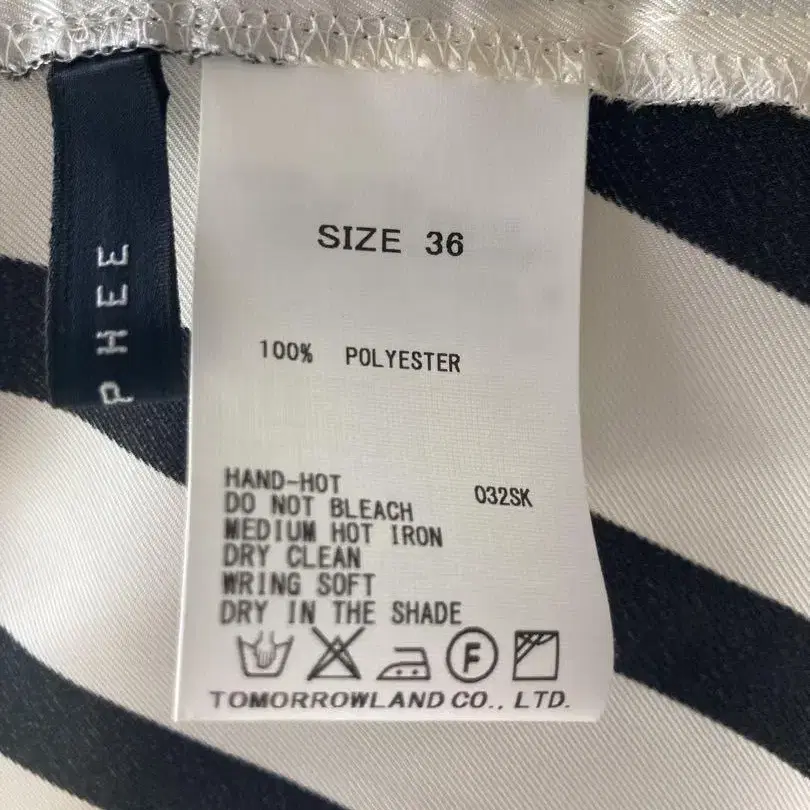 PHEE
SIZE 36
100% POLYESTER
HAND-HOT
DO NOT BLEACH 032SK
MEDIUM HOT IRON
DRY CLEAN
WRING SOFT
DRY IN THE SHADE
F
TOMORROWLAND CO., LTD.